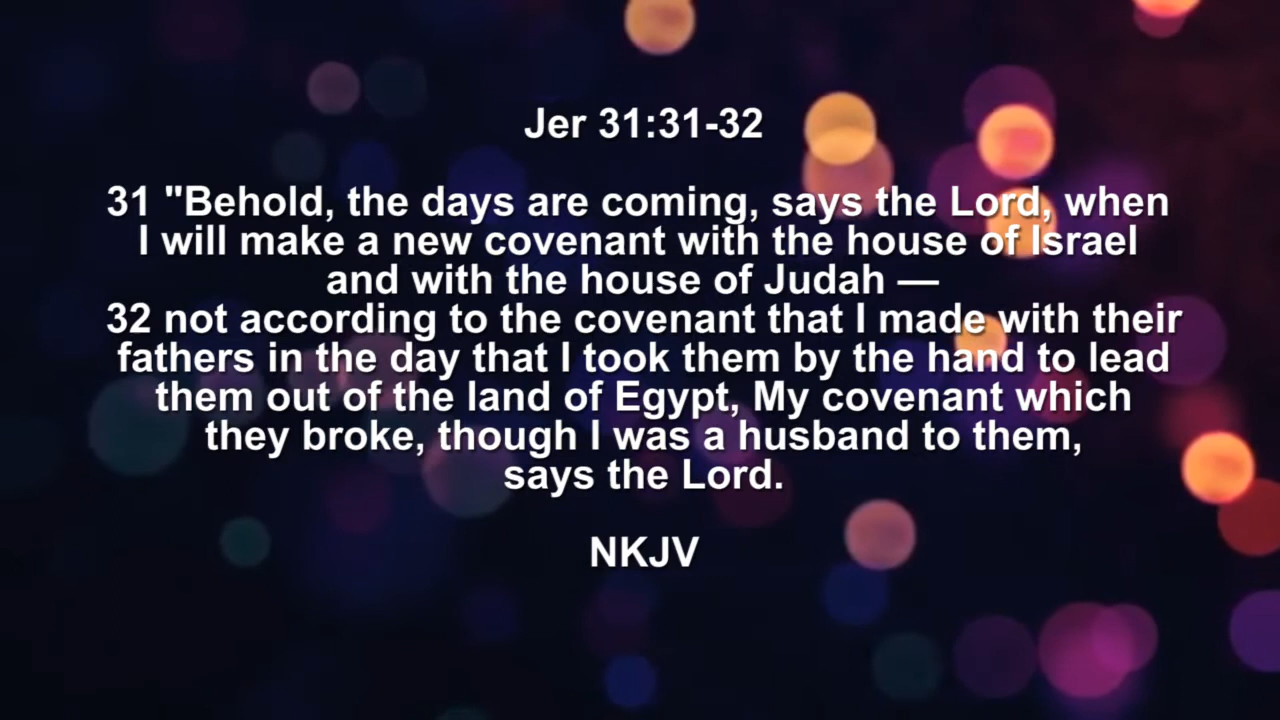 Jer 31:31-32
31 "Behold, the days are coming, says the Lord, when
I will make a new covenant with the house of Israel
and with the house of Judah —
32 not according to the covenant that I made with their
fathers in the day that I took them by the hand to lead
them out of the land of Egypt, My covenant which
they broke, though I was a husband to them,
says the Lord.
NKJV